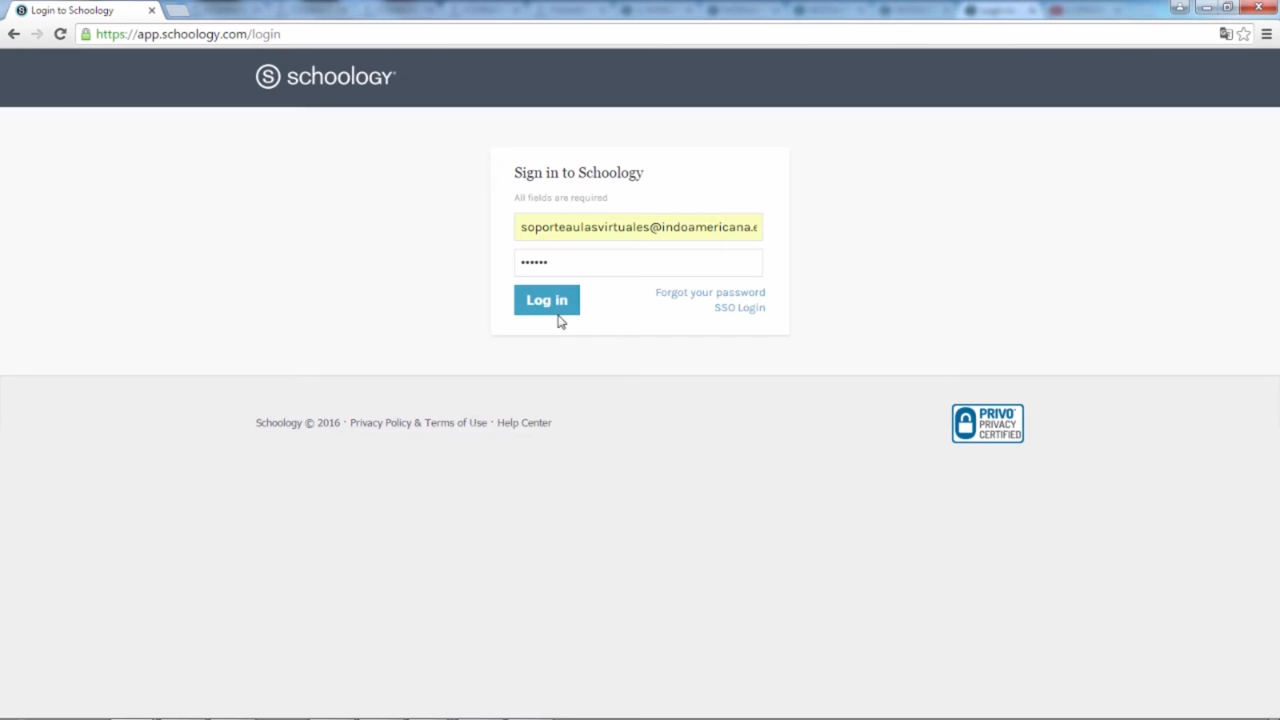 Login to Schoology
https://app.schoology.com/login
S schoology®
Sign in to Schoology
All fields are required
soporteaulasvirtuales@indoamericana.e
••••••
Log in
Forgot your password
SSO Login
Schoology © 2016 · Privacy Policy & Terms of Use · Help Center
PRIVO®
PRIVACY
CERTIFIED